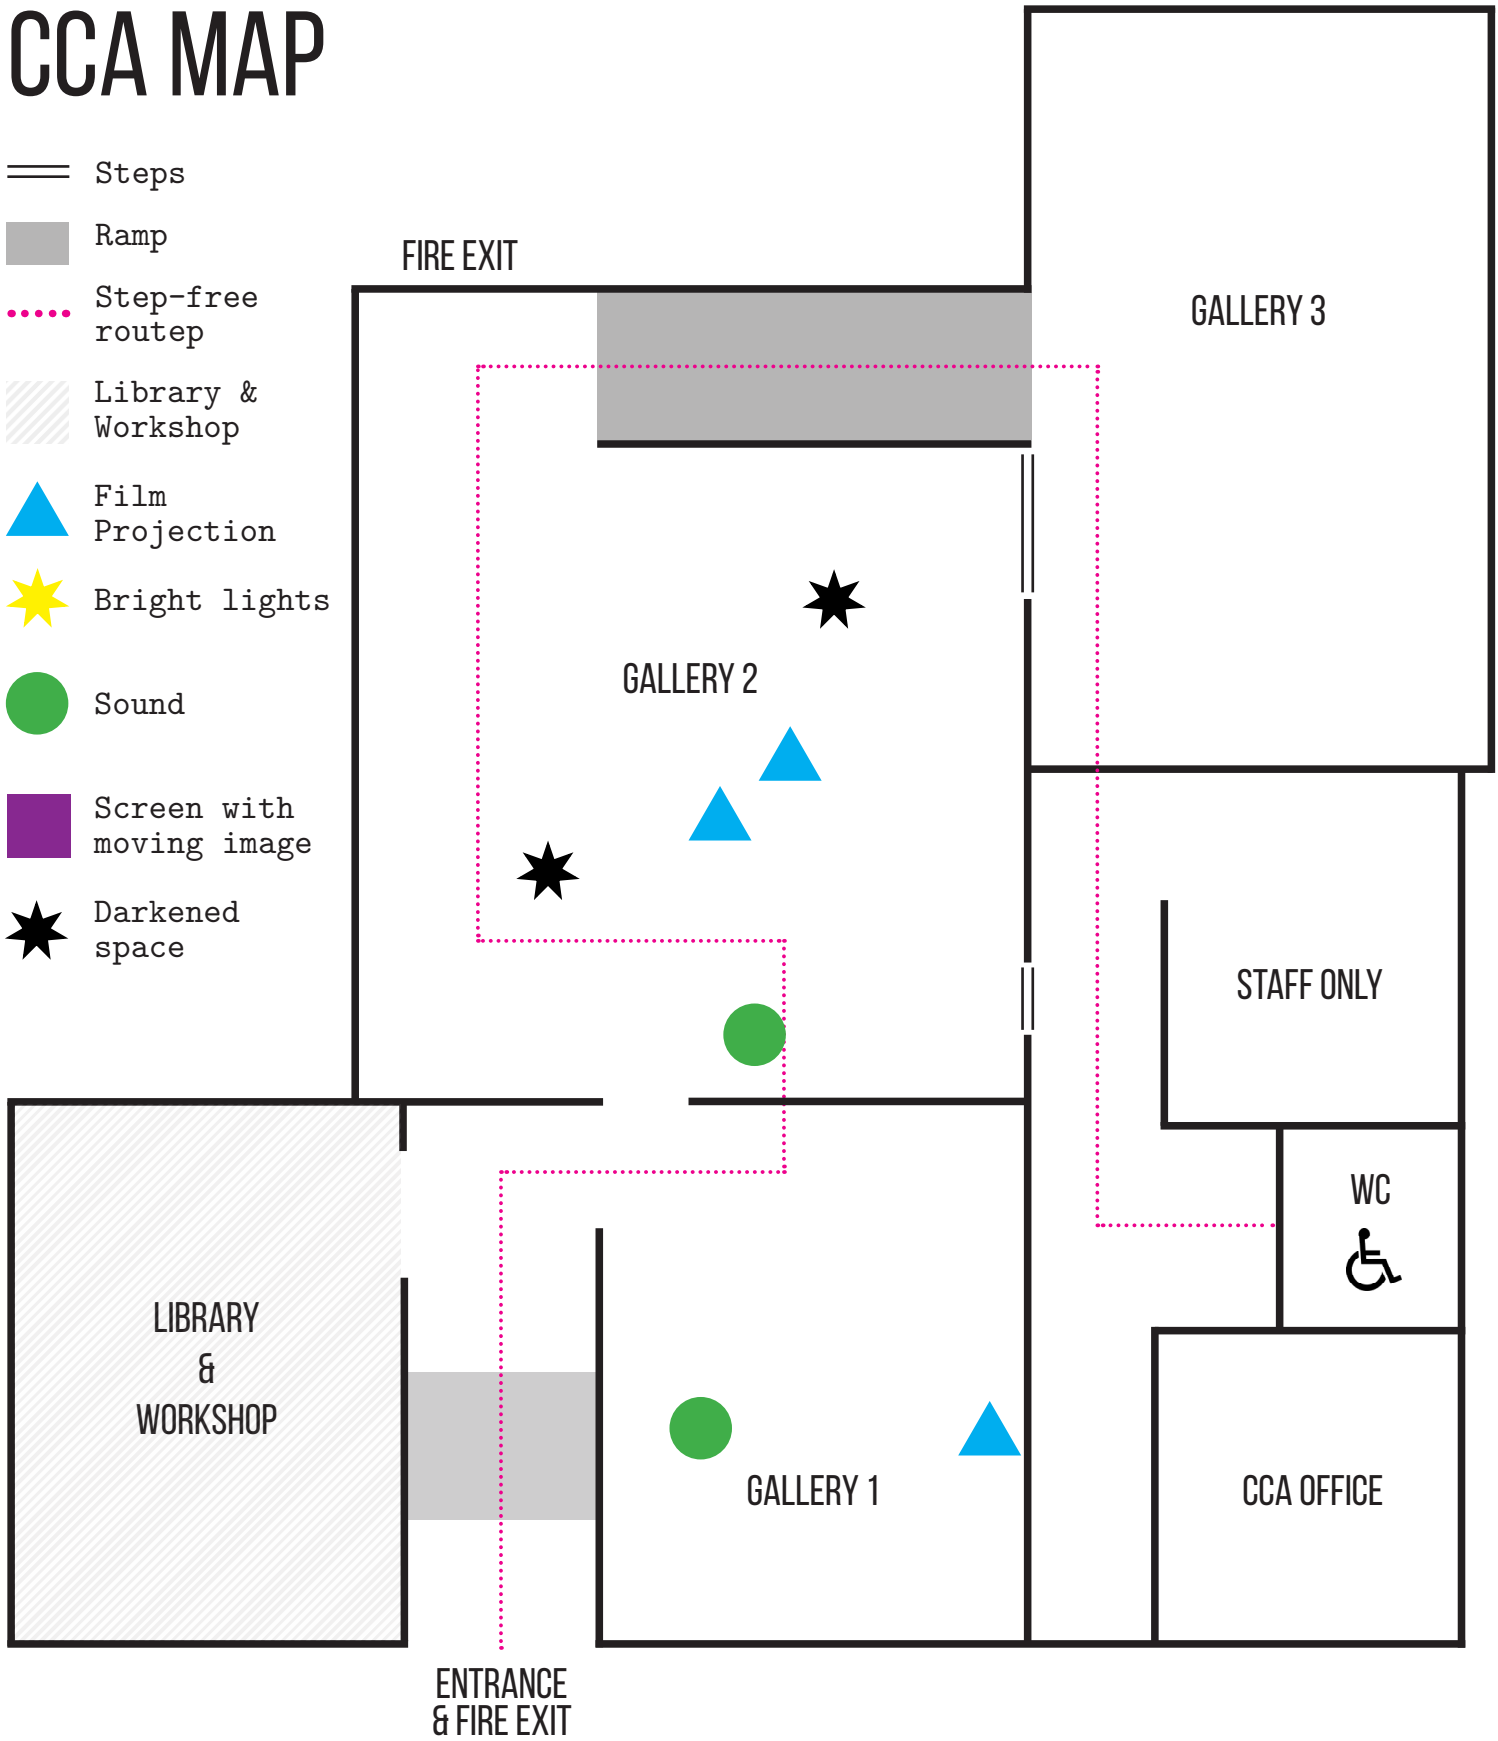 CCA MAP
Steps
Ramp
Step-free
routep
Library &
Workshop
Film
Projection
Bright lights
Sound
Screen with
moving image
Darkened
space
FIRE EXIT
GALLERY 3
GALLERY 2
STAFF ONLY
WC
LIBRARY
&
WORKSHOP
GALLERY 1
CCA OFFICE
ENTRANCE
& FIRE EXIT